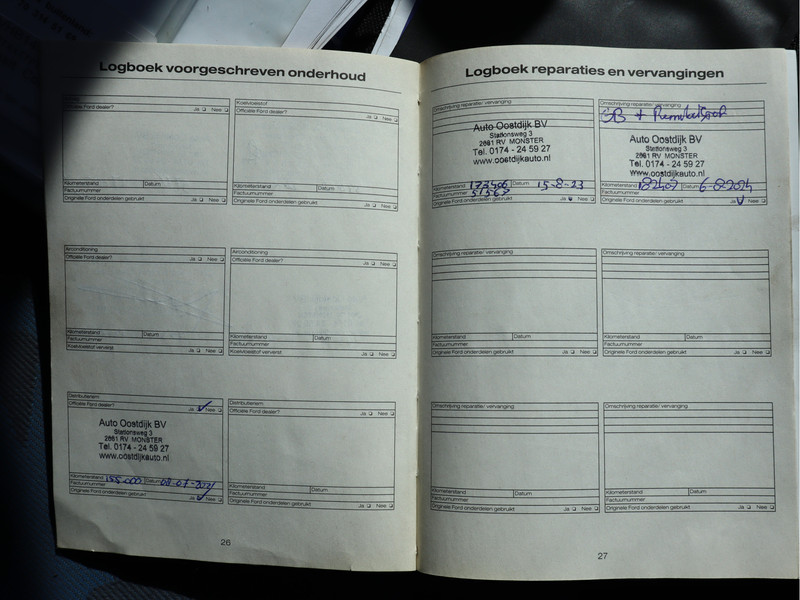 Logboek voorgeschreven onderhoud
Officiële Ford dealer? Ja Nee
Kilometerstand Datum
Factuurnummer
Originele Ford onderdelen gebruikt Ja Nee
Koelvloeistof
Officiële Ford dealer? Ja Nee
Kilometerstand Datum
Factuurnummer
Originele Ford onderdelen gebruikt Ja Nee
Airconditioning
Officiële Ford dealer? Ja Nee
Kilometerstand Datum
Factuurnummer
Koelvloeistof ververst Ja Nee
Airconditioning
Officiële Ford dealer? Ja Nee
Kilometerstand Datum
Factuurnummer
Koelvloeistof ververst Ja Nee
Distributieriem
Officiële Ford dealer? Ja Nee
Auto Oostdijk BV
Stationsweg 3
2681 RV MONSTER
Tel. 0174 - 24 59 27
www.oostdijkauto.nl
Kilometerstand 155.000 Datum
Factuurnummer
Originele Ford onderdelen gebruikt Ja Nee
Distributieriem
Officiële Ford dealer? Ja Nee
Kilometerstand Datum
Factuurnummer
Originele Ford onderdelen gebruikt Ja Nee
26
Logboek reparaties en vervangingen
Omschrijving reparatie/ vervanging
Auto Oostdijk BV
Stationsweg 3
2681 RV MONSTER
Tel. 0174 - 24 59 27
www.oostdijkauto.nl
Kilometerstand Datum 15-8-23
Factuurnummer
Originele Ford onderdelen gebruikt Ja Nee
Omschrijving reparatie/ vervanging
GB +
Auto Oostdijk BV
Stationsweg 3
2681 RV MONSTER
Tel. 0174 - 24 59 27
www.oostdijkauto.nl
Kilometerstand Datum 6-8-2024
Factuurnummer
Originele Ford onderdelen gebruikt Ja Nee
Omschrijving reparatie/ vervanging
Kilometerstand Datum
Factuurnummer
Originele Ford onderdelen gebruikt Ja Nee
Omschrijving reparatie/ vervanging
Kilometerstand Datum
Factuurnummer
Originele Ford onderdelen gebruikt Ja Nee
Omschrijving reparatie/ vervanging
Kilometerstand Datum
Factuurnummer
Originele Ford onderdelen gebruikt Ja Nee
Omschrijving reparatie/ vervanging
Kilometerstand Datum
Factuurnummer
Originele Ford onderdelen gebruikt Ja Nee
27